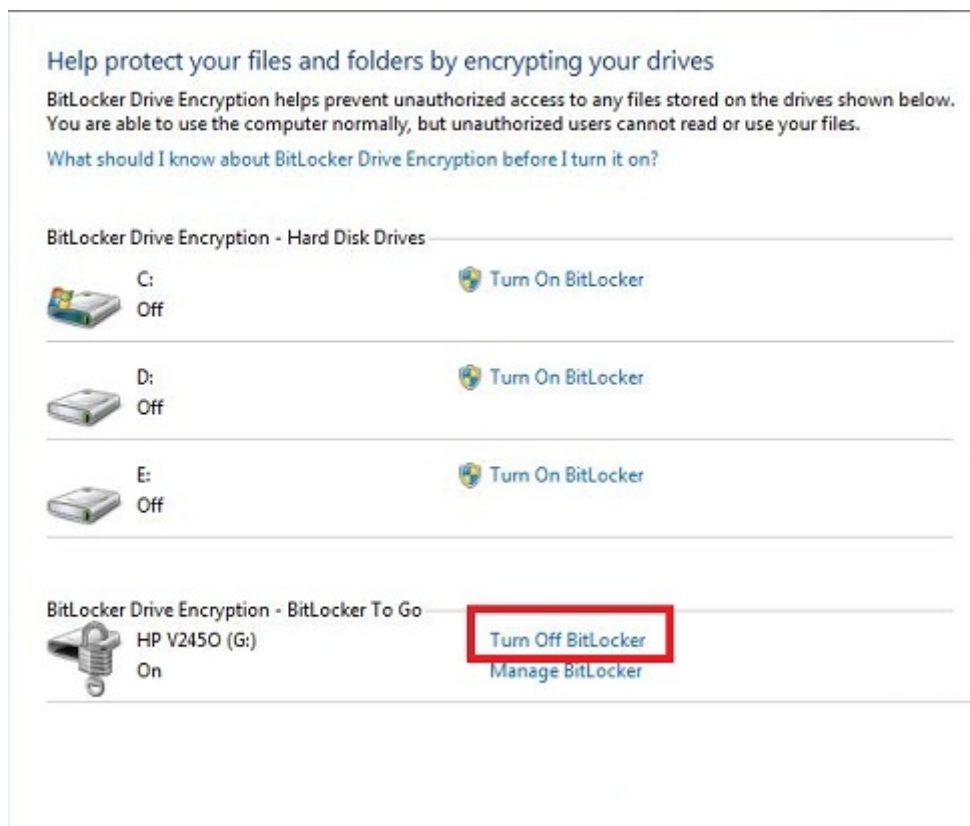 Help protect your files and folders by encrypting your drives
BitLocker Drive Encryption helps prevent unauthorized access to any files stored on the drives shown below.
You are able to use the computer normally, but unauthorized users cannot read or use your files.
What should I know about BitLocker Drive Encryption before I turn it on?
BitLocker Drive Encryption - Hard Disk Drives
C:
Turn On BitLocker
Off
D:
Turn On BitLocker
Off
E:
Turn On BitLocker
Off
BitLocker Drive Encryption - BitLocker To Go
HP V245O (G:)
Turn Off BitLocker
On
Manage BitLocker